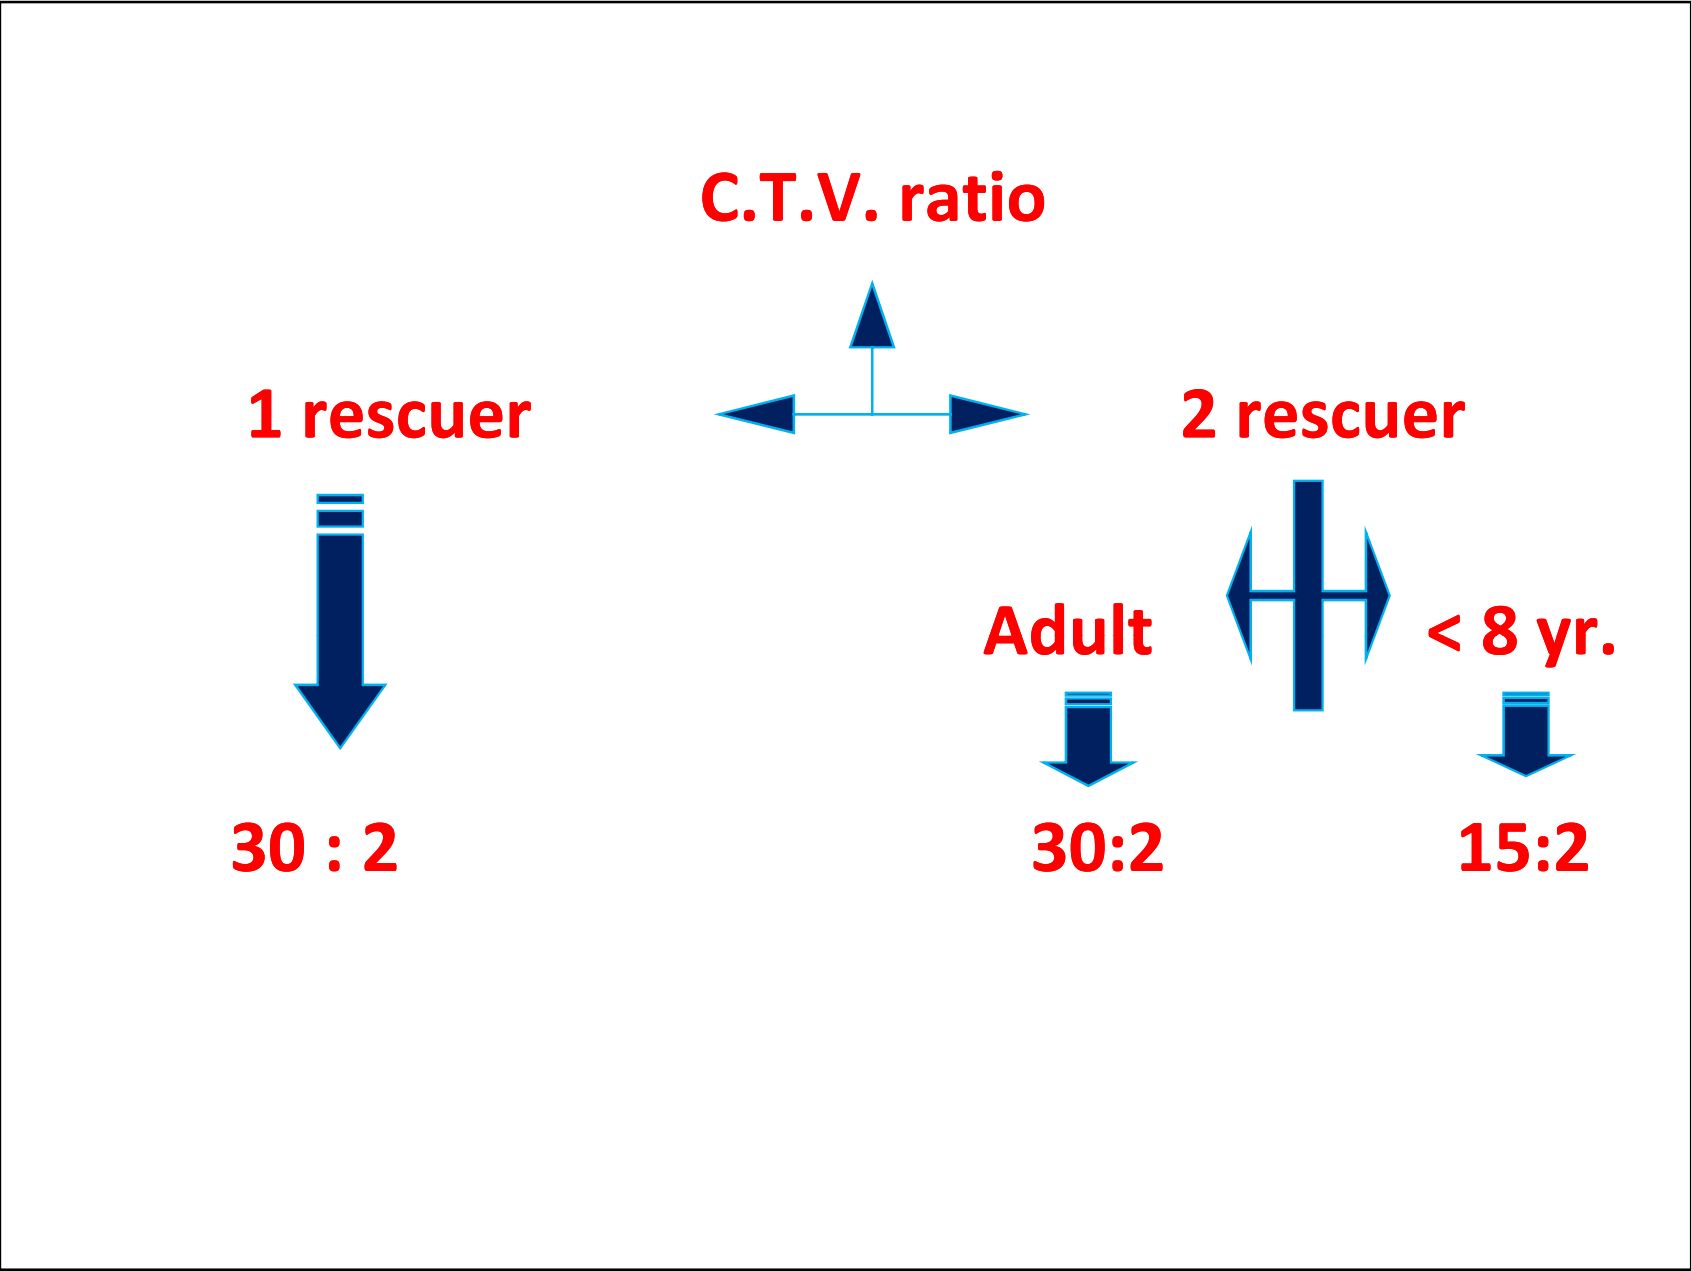 C.T.V. ratio
1 rescuer
2 rescuer
Adult
< 8 yr.
30 : 2
30:2
15:2